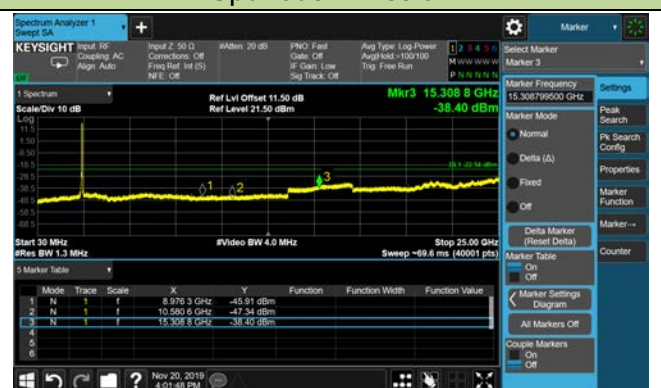 Spectrum Analyzer 1
Swept SA
Marker
KEYSIGHT
Input: RF
Coupling: AC
Align: Auto
Input Z: 50 Ω
Corrections: Off
Freq Ref: Int (S)
NFE: Off
#Atten: 20 dB
PNO: Fast
Gate: Off
IF Gain: Low
Sig Track: Off
Avg Type: Log-Power
Avg|Hold:>100/100
Trig: Free Run
1 2 3 4 5 6
M W W W W W
P N N N N N
Select Marker
Marker 3
1 Spectrum
Scale/Div 10 dB
Ref Lvl Offset 11.50 dB
Ref Level 21.50 dBm
Mkr3 15.308 8 GHz
-38.40 dBm
Log
11.5
1.50
-8.50
-18.5
-28.5
-38.5
-48.5
-58.5
-68.5
DL1 -22.54 dBm
1
2
3
Start 30 MHz
#Res BW 1.3 MHz
#Video BW 4.0 MHz
Stop 25.00 GHz
Sweep ~69.6 ms (40001 pts)
5 Marker Table
Mode Trace Scale X Y Function Function Width Function Value
1 N 1 f 8.976 3 GHz -45.91 dBm
2 N 1 f 10.580 6 GHz -47.34 dBm
3 N 1 f 15.308 8 GHz -38.40 dBm
4
5
6
Marker Frequency
15.308799500 GHz
Marker Mode
Normal
Delta (Δ)
Fixed
Off
Delta Marker
(Reset Delta)
Marker Table
On
Off
Marker Settings
Diagram
All Markers Off
Couple Markers
On
Off
Settings
Peak
Search
Pk Search
Config
Properties
Marker
Function
Marker→
Counter
Nov 20, 2019
4:01:48 PM